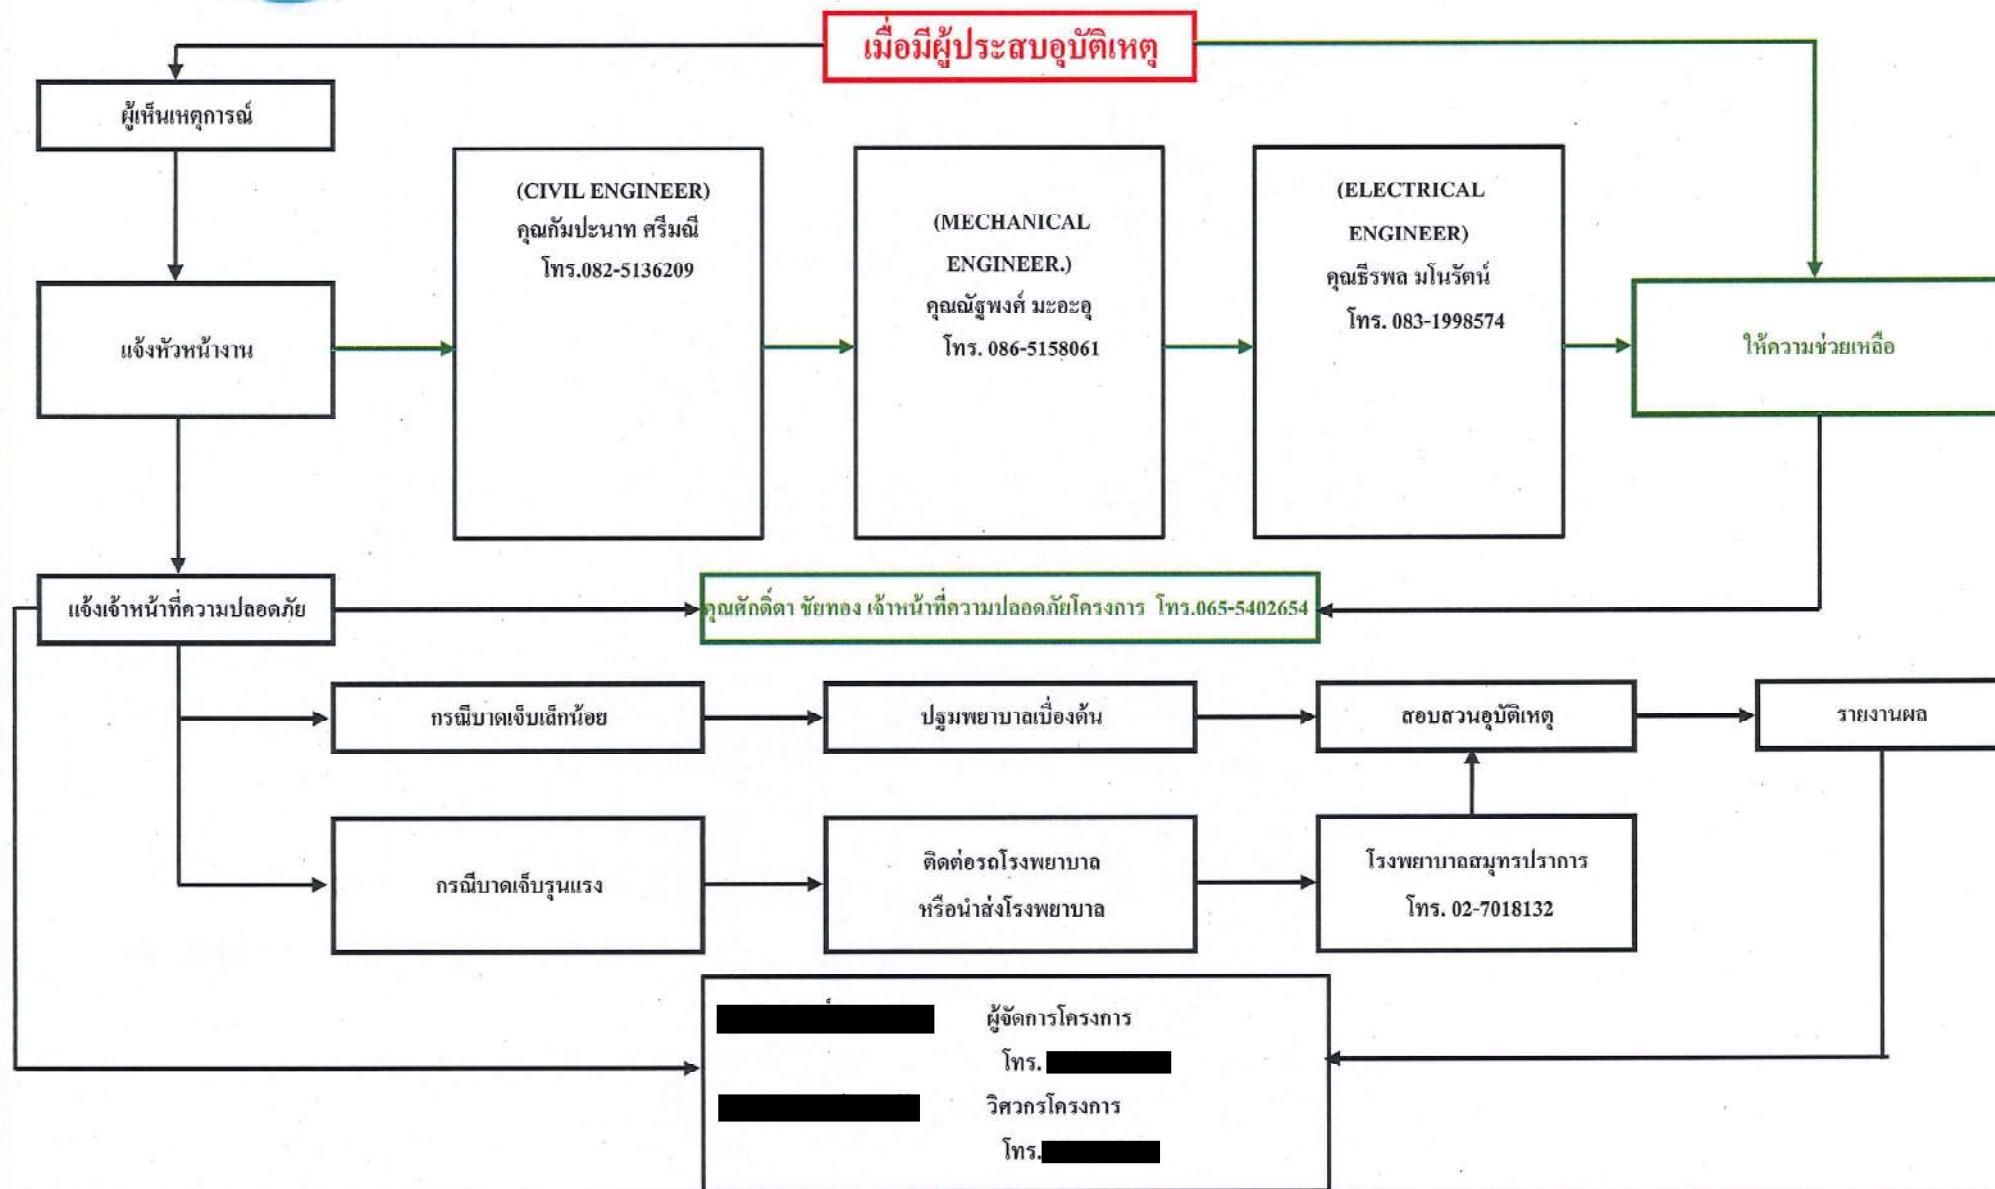 เมื่อมีผู้ประสบอุบัติเหตุ
ผู้เห็นเหตุการณ์
(CIVIL ENGINEER)
คุณกัมปะนาท ศรีมณี
โทร.082-5136209
(MECHANICAL
ENGINEER.)
คุณณัฐพงศ์ มะอะอุ
โทร. 086-5158061
(ELECTRICAL
ENGINEER)
คุณธีรพล มโนรัตน์
โทร. 083-1998574
แจ้งหัวหน้างาน
ให้ความช่วยเหลือ
แจ้งเจ้าหน้าที่ความปลอดภัย
คุณศักดิ์ดา ชัยทอง เจ้าหน้าที่ความปลอดภัยโครงการ โทร.065-5402654
กรณีบาดเจ็บเล็กน้อย
ปฐมพยาบาลเบื่องต้น
สอบสวนอุบัติเหตุ
รายงานผล
กรณีบาดเจ็บรุนแรง
ติดต่อรถโรงพยาบาล
หรือนำส่งโรงพยาบาล
โรงพยาบาลสมุทรปราการ
โทร. 02-7018132
ผู้จัดการโครงการ
โทร.
วิศวกรโครงการ
โทร.